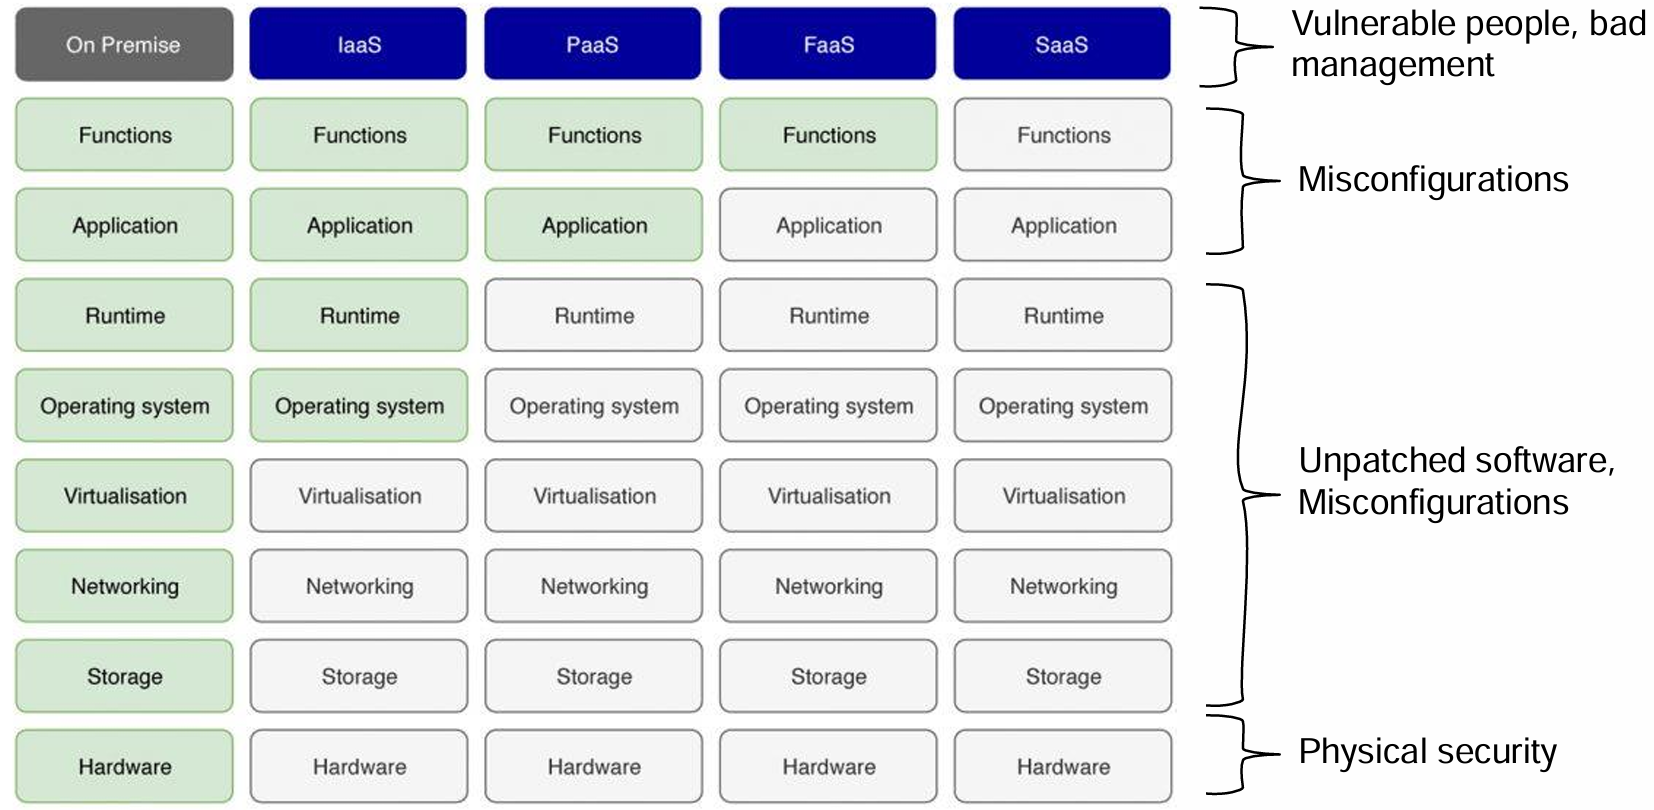 On Premise IaaS PaaS FaaS SaaS
Vulnerable people, bad
management
Functions Functions Functions Functions Functions
Misconfigurations
Application Application Application Application Application
Runtime Runtime Runtime Runtime Runtime
Operating system Operating system Operating system Operating system Operating system
Unpatched software,
Misconfigurations
Virtualisation Virtualisation Virtualisation Virtualisation Virtualisation
Networking Networking Networking Networking Networking
Storage Storage Storage Storage Storage
Hardware Hardware Hardware Hardware Hardware
Physical security